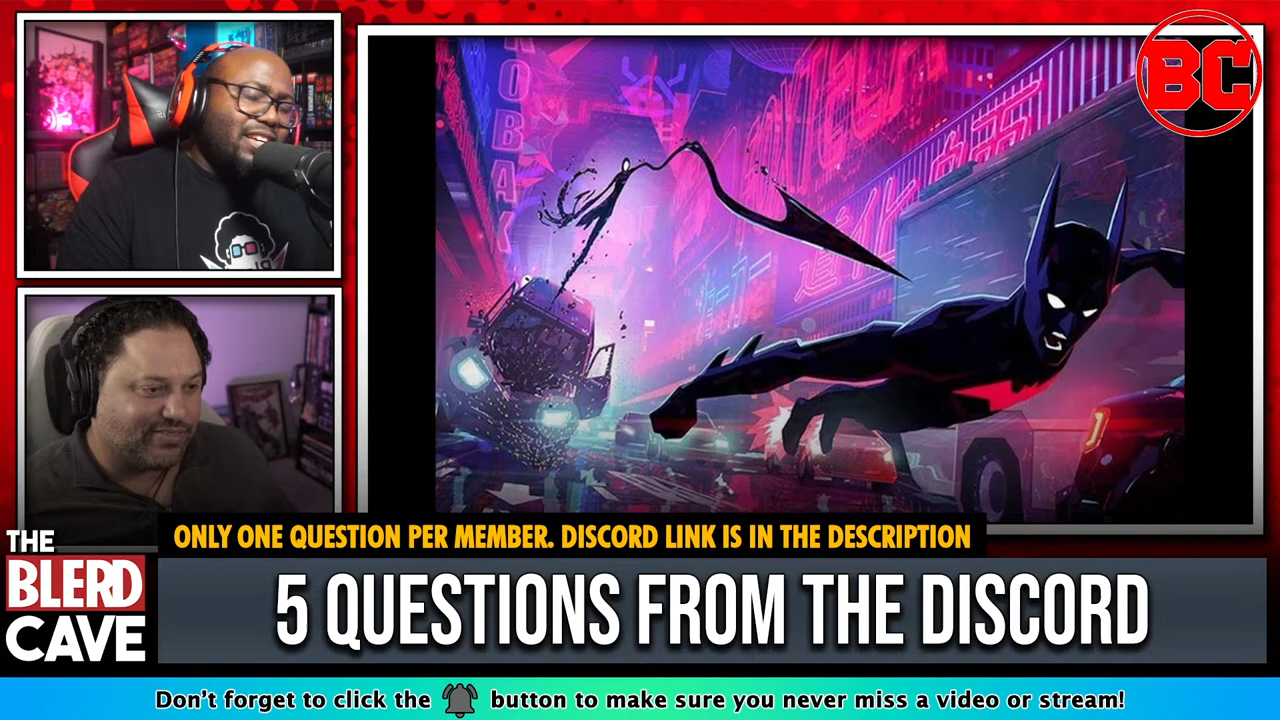 BC
ONLY ONE QUESTION PER MEMBER. DISCORD LINK IS IN THE DESCRIPTION
THE
BLERD
CAVE
5 QUESTIONS FROM THE DISCORD
Don't forget to click the button to make sure you never miss a video or stream!